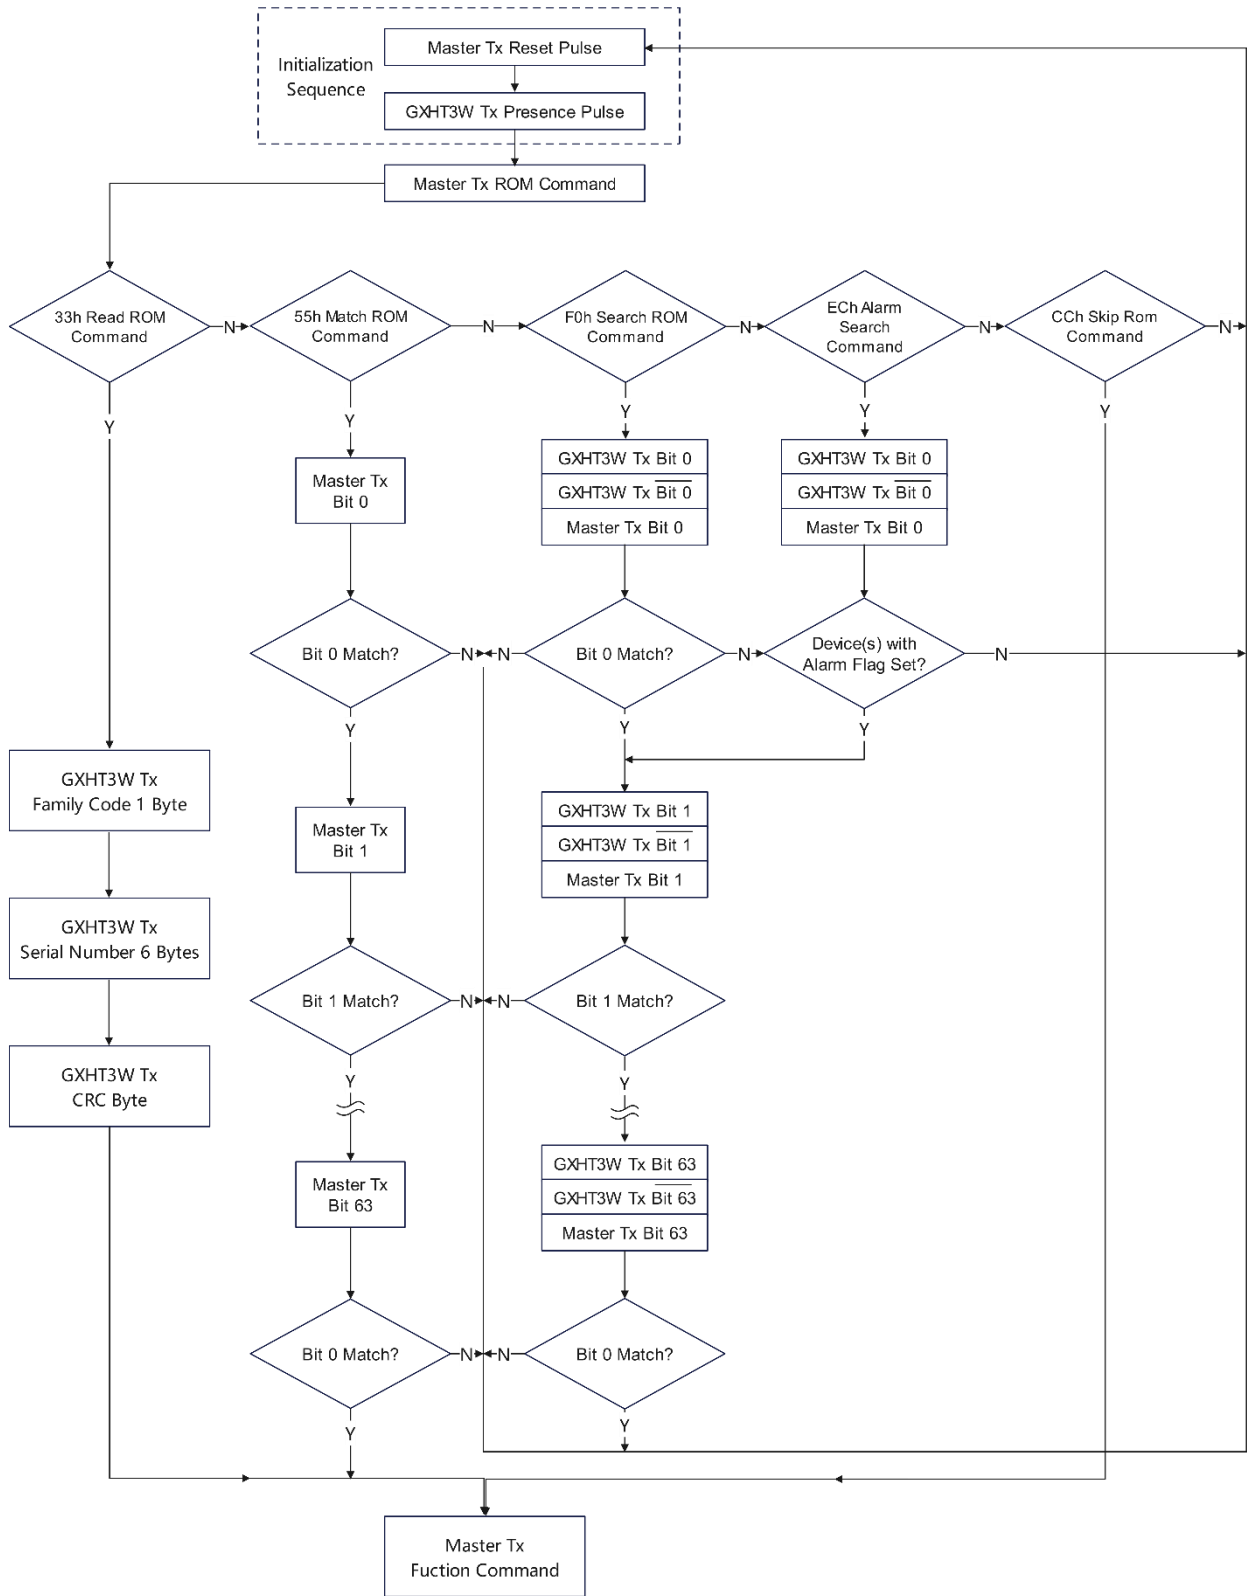 Initialization
Sequence
Master Tx Reset Pulse
GXHT3W Tx Presence Pulse
Master Tx ROM Command
33h Read ROM
Command
N
55h Match ROM
Command
N
F0h Search ROM
Command
N
ECh Alarm
Search
Command
N
CCh Skip Rom
Command
N
Y
Y
Y
Y
Y
Master Tx
Bit 0
GXHT3W Tx Bit 0
GXHT3W Tx Bit 0
Master Tx Bit 0
GXHT3W Tx Bit 0
GXHT3W Tx Bit 0
Master Tx Bit 0
Bit 0 Match?
N
N
Bit 0 Match?
N
Device(s) with
Alarm Flag Set?
N
Y
Y
Y
GXHT3W Tx
Family Code 1 Byte
Master Tx
Bit 1
GXHT3W Tx Bit 1
GXHT3W Tx Bit 1
Master Tx Bit 1
GXHT3W Tx
Serial Number 6 Bytes
Bit 1 Match?
N
N
Bit 1 Match?
Y
Y
GXHT3W Tx
CRC Byte
Master Tx
Bit 63
GXHT3W Tx Bit 63
GXHT3W Tx Bit 63
Master Tx Bit 63
Bit 0 Match?
N
N
Bit 0 Match?
Y
Y
Master Tx
Fuction Command